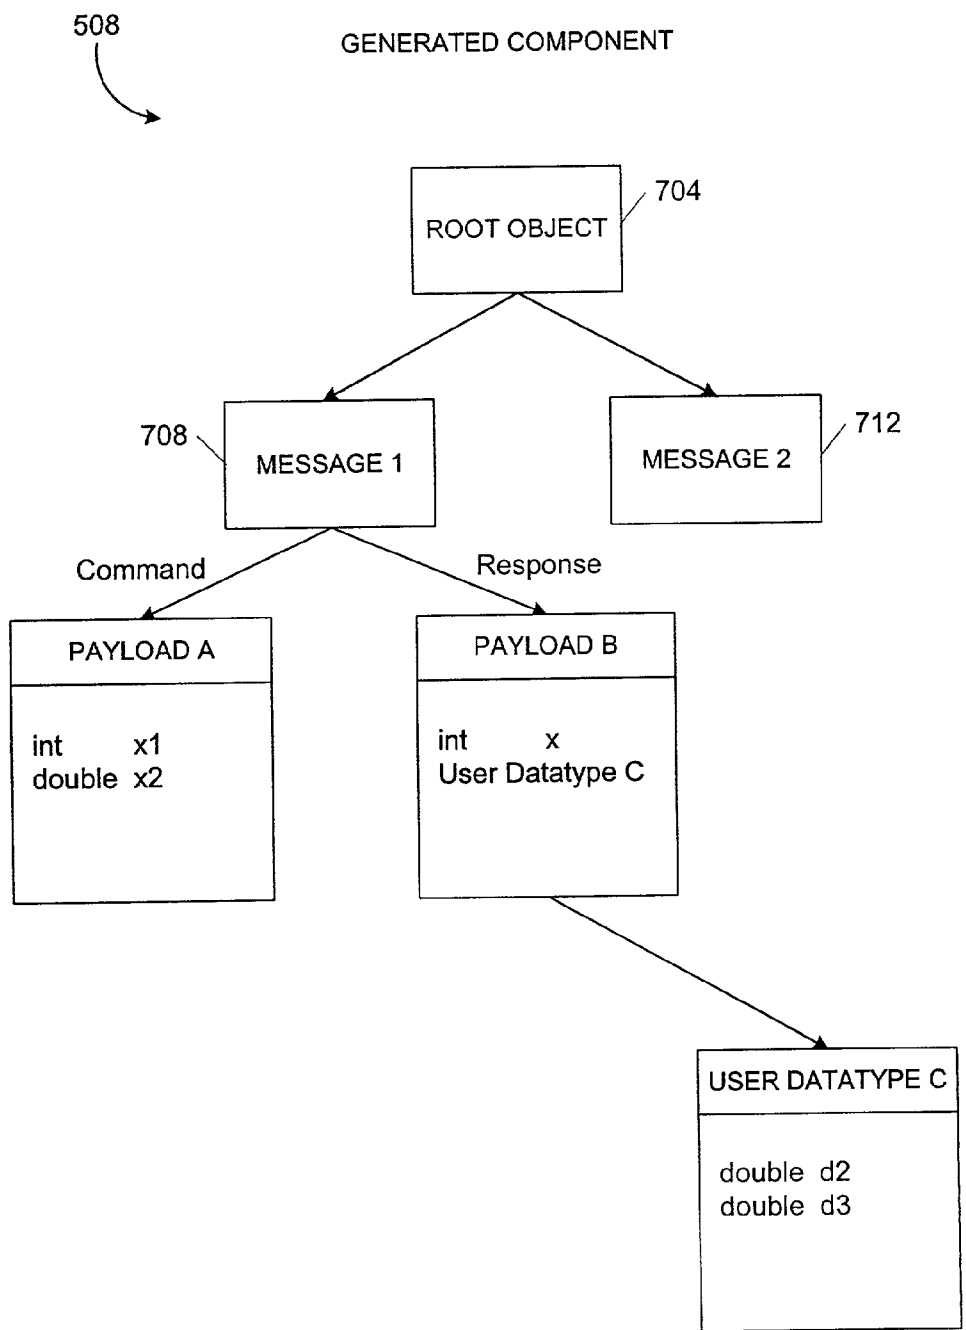 508
GENERATED COMPONENT
704
ROOT OBJECT
708
MESSAGE 1
712
MESSAGE 2
Command
Response
PAYLOAD A
int x1
double x2
PAYLOAD B
int x
User Datatype C
USER DATATYPE C
double d2
double d3